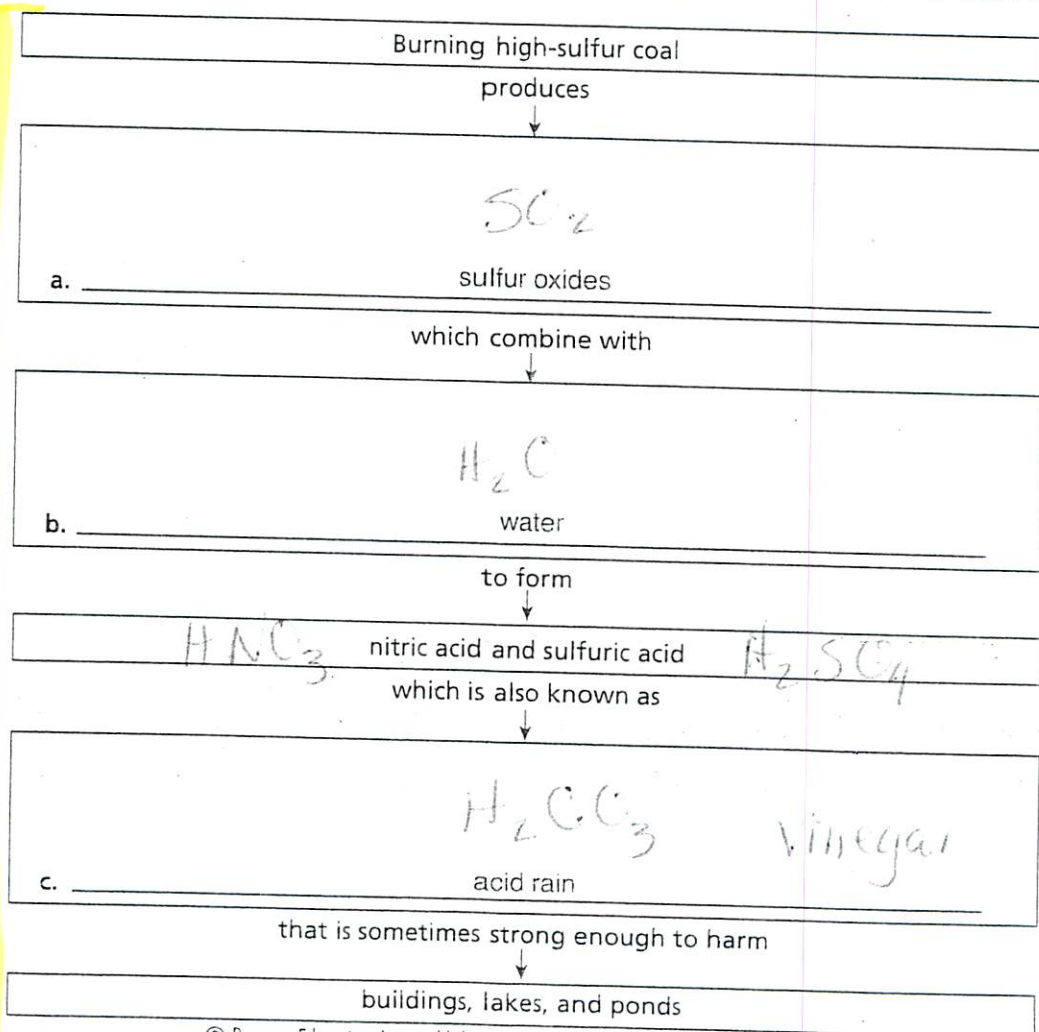 Burning high-sulfur coal
produces
SO2
a. sulfur oxides
which combine with
H2O
b. water
to form
HNO3 nitric acid and sulfuric acid H2SO4
which is also known as
H2CO3 vinegar
c. acid rain
that is sometimes strong enough to harm
buildings, lakes, and ponds